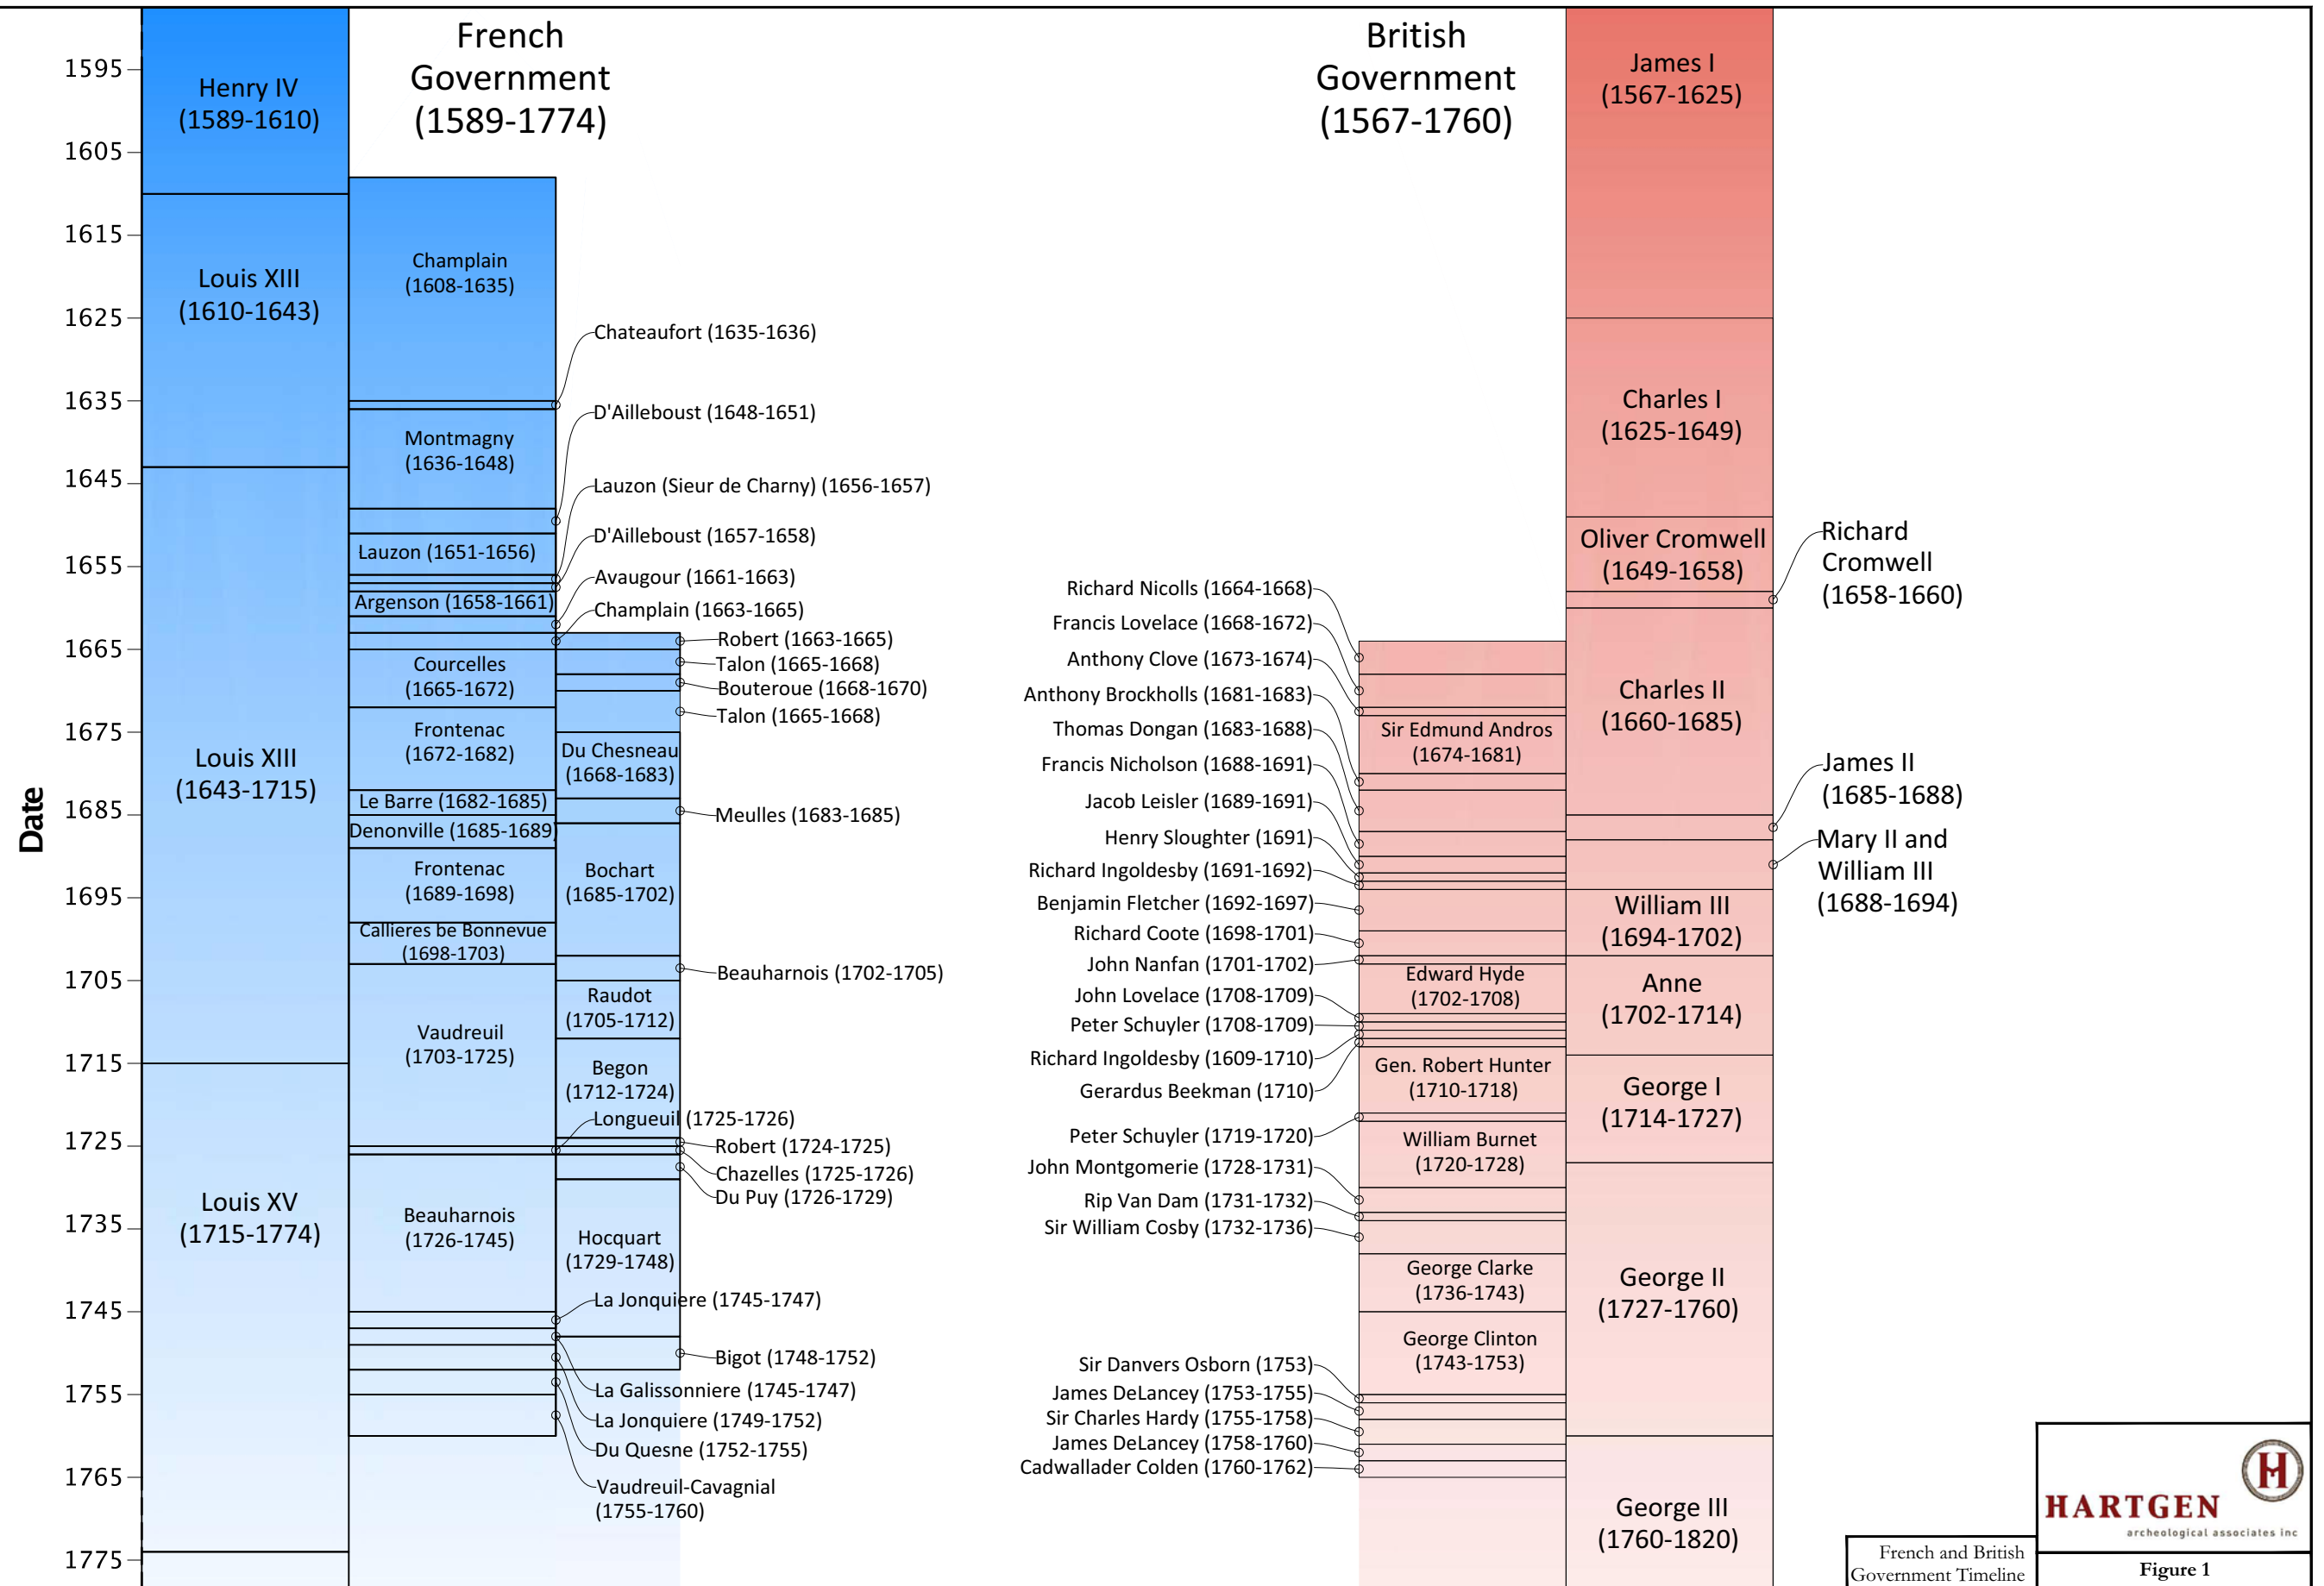 French
Government
(1589-1774)
British
Government
(1567-1760)
Date
1595
1605
1615
1625
1635
1645
1655
1665
1675
1685
1695
1705
1715
1725
1735
1745
1755
1765
1775
Henry IV
(1589-1610)
Louis XIII
(1610-1643)
Louis XIII
(1643-1715)
Louis XV
(1715-1774)
Champlain
(1608-1635)
Chateaufort (1635-1636)
Montmagny
(1636-1648)
D'Ailleboust (1648-1651)
Lauzon (1651-1656)
Lauzon (Sieur de Charny) (1656-1657)
D'Ailleboust (1657-1658)
Argenson (1658-1661)
Avaugour (1661-1663)
Champlain (1663-1665)
Courcelles
(1665-1672)
Frontenac
(1672-1682)
Le Barre (1682-1685)
Denonville (1685-1689)
Frontenac
(1689-1698)
Callieres be Bonnevue
(1698-1703)
Vaudreuil
(1703-1725)
Longueuil (1725-1726)
Beauharnois
(1726-1745)
La Jonquiere (1745-1747)
La Galissonniere (1745-1747)
La Jonquiere (1749-1752)
Du Quesne (1752-1755)
Vaudreuil-Cavagnial
(1755-1760)
Robert (1663-1665)
Talon (1665-1668)
Bouteroue (1668-1670)
Talon (1665-1668)
Du Chesneau
(1668-1683)
Meulles (1683-1685)
Bochart
(1685-1702)
Beauharnois (1702-1705)
Raudot
(1705-1712)
Begon
(1712-1724)
Robert (1724-1725)
Chazelles (1725-1726)
Du Puy (1726-1729)
Hocquart
(1729-1748)
Bigot (1748-1752)
Richard Nicolls (1664-1668)
Francis Lovelace (1668-1672)
Anthony Clove (1673-1674)
Sir Edmund Andros
(1674-1681)
Anthony Brockholls (1681-1683)
Thomas Dongan (1683-1688)
Francis Nicholson (1688-1691)
Jacob Leisler (1689-1691)
Henry Sloughter (1691)
Richard Ingoldesby (1691-1692)
Benjamin Fletcher (1692-1697)
Richard Coote (1698-1701)
John Nanfan (1701-1702)
Edward Hyde
(1702-1708)
John Lovelace (1708-1709)
Peter Schuyler (1708-1709)
Richard Ingoldesby (1609-1710)
Gerardus Beekman (1710)
Gen. Robert Hunter
(1710-1718)
Peter Schuyler (1719-1720)
William Burnet
(1720-1728)
John Montgomerie (1728-1731)
Rip Van Dam (1731-1732)
Sir William Cosby (1732-1736)
George Clarke
(1736-1743)
George Clinton
(1743-1753)
Sir Danvers Osborn (1753)
James DeLancey (1753-1755)
Sir Charles Hardy (1755-1758)
James DeLancey (1758-1760)
Cadwallader Colden (1760-1762)
James I
(1567-1625)
Charles I
(1625-1649)
Oliver Cromwell
(1649-1658)
Richard
Cromwell
(1658-1660)
Charles II
(1660-1685)
James II
(1685-1688)
Mary II and
William III
(1688-1694)
William III
(1694-1702)
Anne
(1702-1714)
George I
(1714-1727)
George II
(1727-1760)
George III
(1760-1820)
H
HARTGEN
archeological associates inc
French and British
Government Timeline
Figure 1